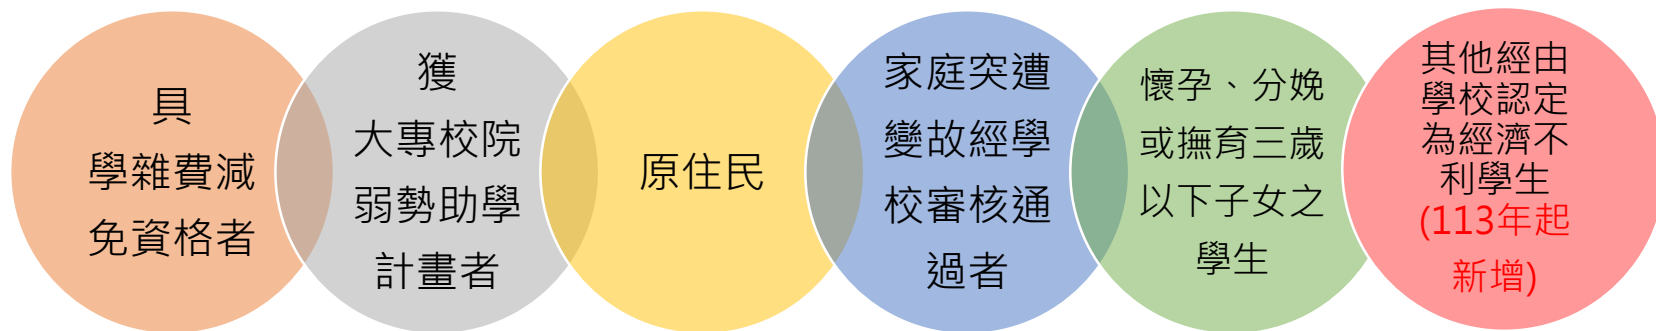 具
學雜費減
免資格者
獲
大專校院
弱勢助學
計畫者
原住民
家庭突遭
變故經學
校審核通
過者
懷孕、分娩
或撫育三歲
以下子女之
學生
其他經由
學校認定
為經濟不
利學生
(113年起
新增)